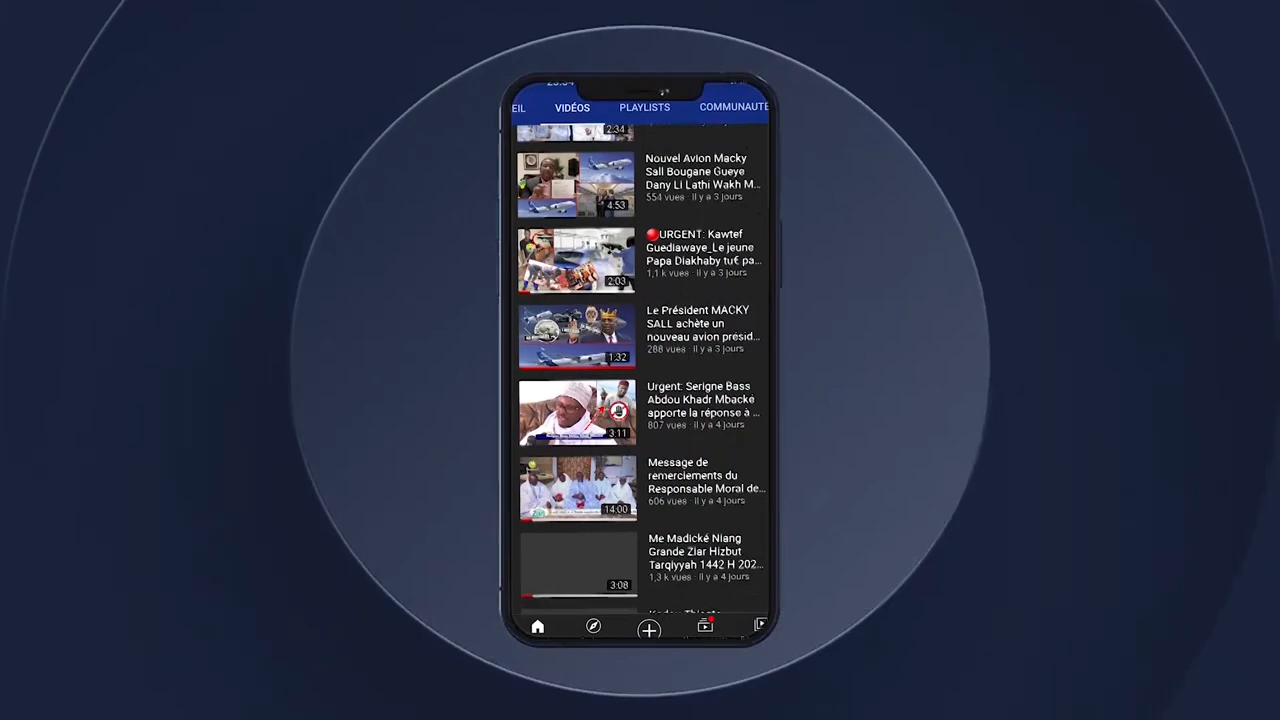 EIL VIDÉOS PLAYLISTS COMMUNAUTÉ
2:34
Nouvel Avion Macky
Sall Bougane Gueye
Dany Li Lathi Wakh M...
554 vues · il y a 3 jours
4:53
URGENT: Kawtef
Guediawaye_Le jeune
Papa Diakhaby tu€ pa...
1,1 k vues · il y a 3 jours
2:03
Le Président MACKY
SALL achète un
nouveau avion présid...
288 vues · il y a 3 jours
1:32
Urgent: Serigne Bass
Abdou Khadr Mbacké
apporte la réponse à ...
807 vues · il y a 4 jours
3:11
Message de
remerciements du
Responsable Moral de...
606 vues · il y a 4 jours
14:00
Me Madické Niang
Grande Ziar Hizbut
Tarqiyyah 1442 H 202...
1,3 k vues · il y a 4 jours
3:08